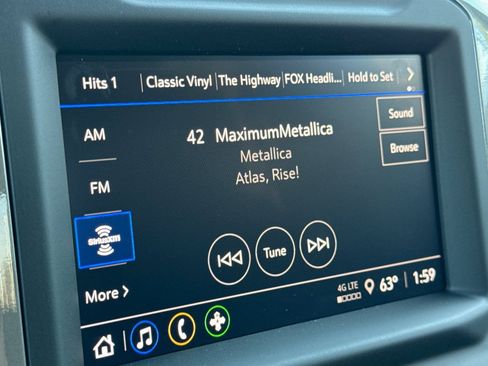 Hits 1 Classic Vinyl The Highway FOX Headli... Hold to Set
AM
42 MaximumMetallica
Sound
Metallica
Browse
FM
Atlas, Rise!
SiriusXM
Tune
More
4G LTE
63° 1:59